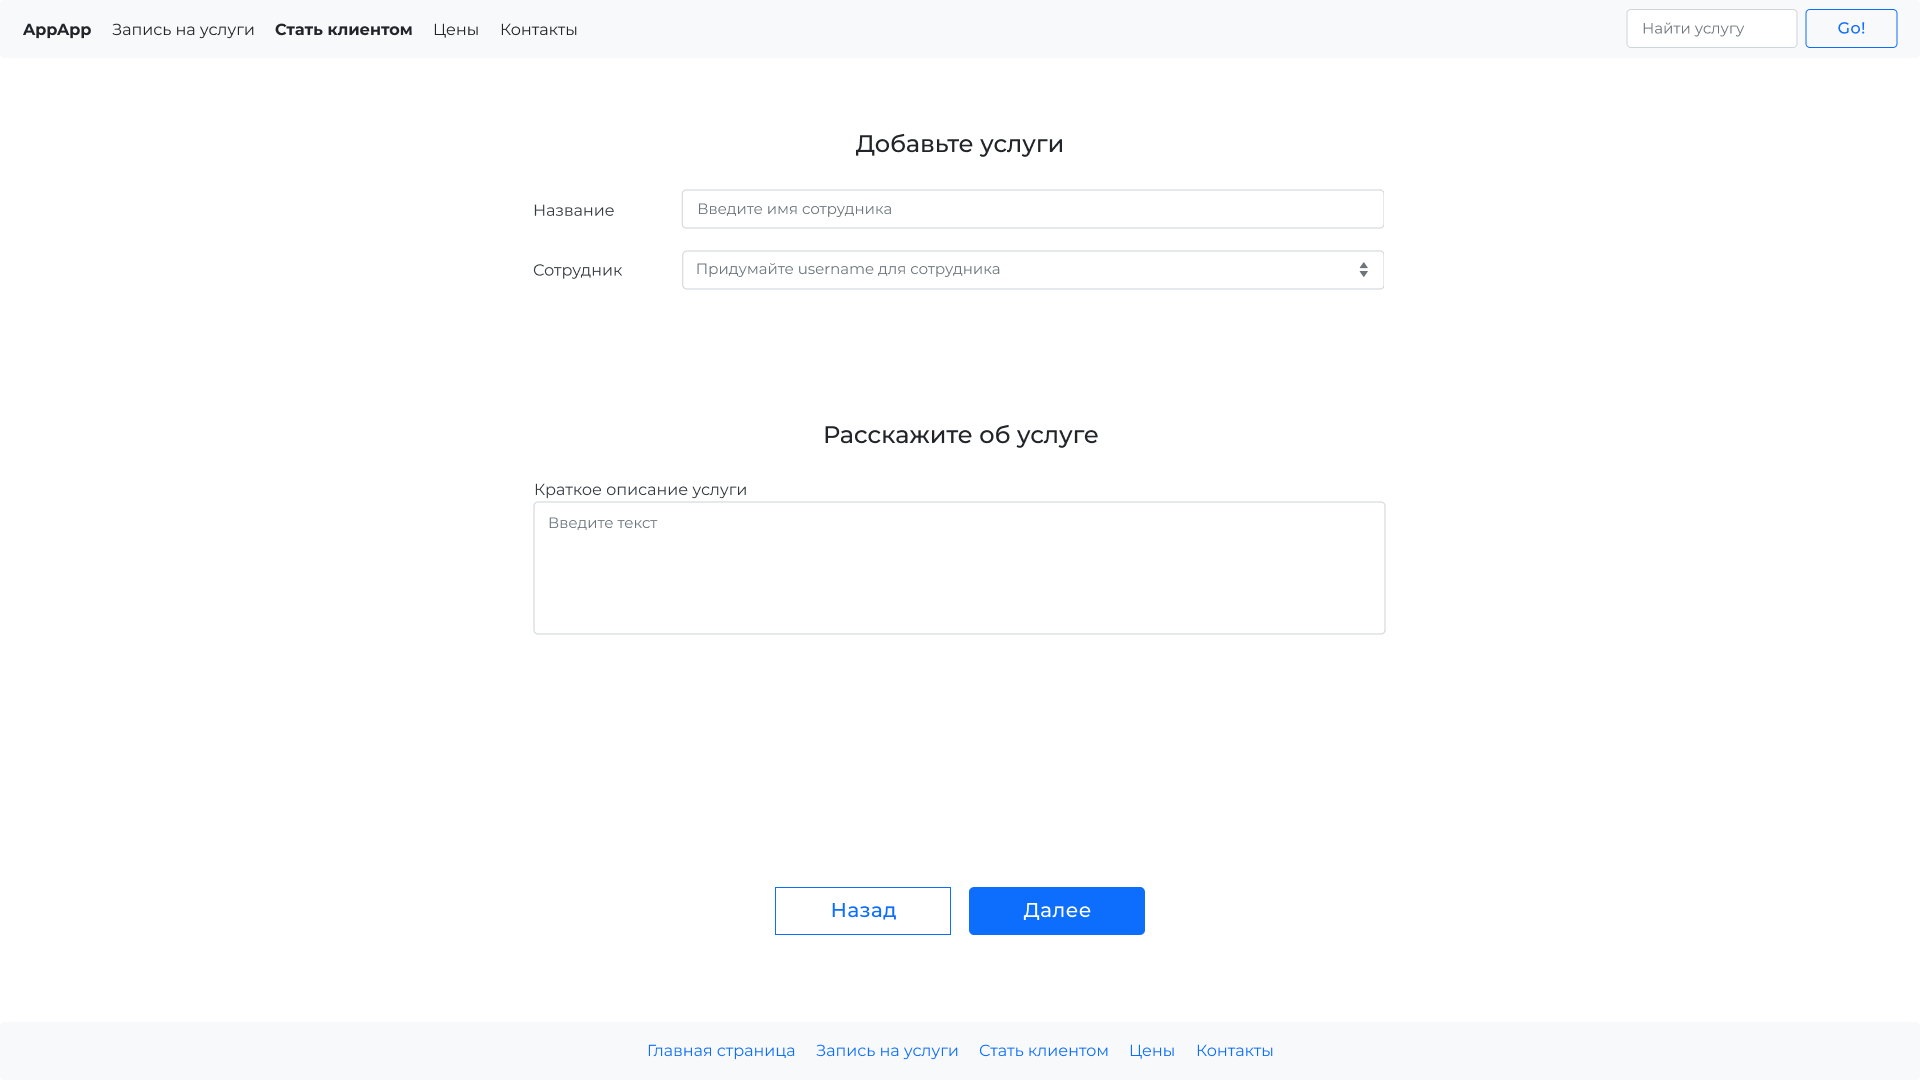 AppApp Запись на услуги Стать клиентом Цены Контакты Найти услугу Go!
Добавьте услуги
Название Введите имя сотрудника
Сотрудник Придумайте username для сотрудника
Расскажите об услуге
Краткое описание услуги
Введите текст
Назад Далее
Главная страница Запись на услуги Стать клиентом Цены Контакты